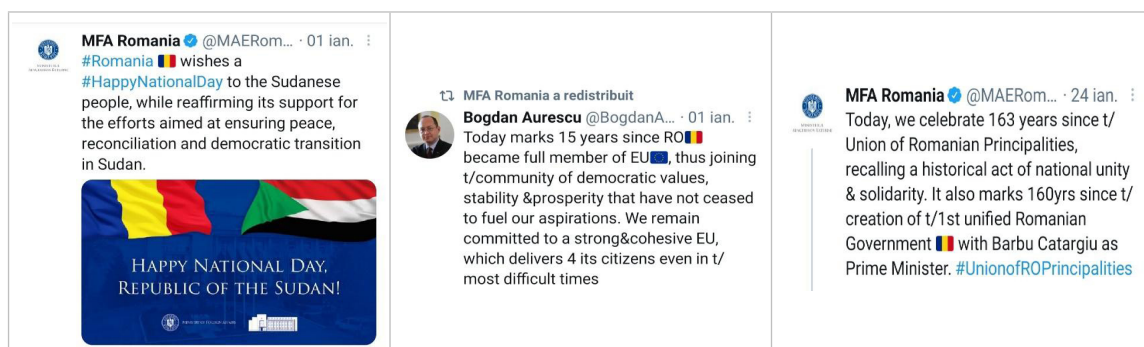 MFA Romania @MAERom... · 01 ian.
#Romania 🇷🇴 wishes a
#HappyNationalDay to the Sudanese
people, while reaffirming its support for
the efforts aimed at ensuring peace,
reconciliation and democratic transition
in Sudan.
HAPPY NATIONAL DAY,
REPUBLIC OF THE SUDAN!
MFA Romania a redistribuit
Bogdan Aurescu @BogdanA... · 01 ian.
Today marks 15 years since RO🇷🇴
became full member of EU🇪🇺, thus joining
t/community of democratic values,
stability &prosperity that have not ceased
to fuel our aspirations. We remain
committed to a strong&cohesive EU,
which delivers 4 its citizens even in t/
most difficult times
MFA Romania @MAERom... · 24 ian.
Today, we celebrate 163 years since t/
Union of Romanian Principalities,
recalling a historical act of national unity
& solidarity. It also marks 160yrs since t/
creation of t/1st unified Romanian
Government 🇷🇴 with Barbu Catargiu as
Prime Minister. #UnionofROPrincipalities